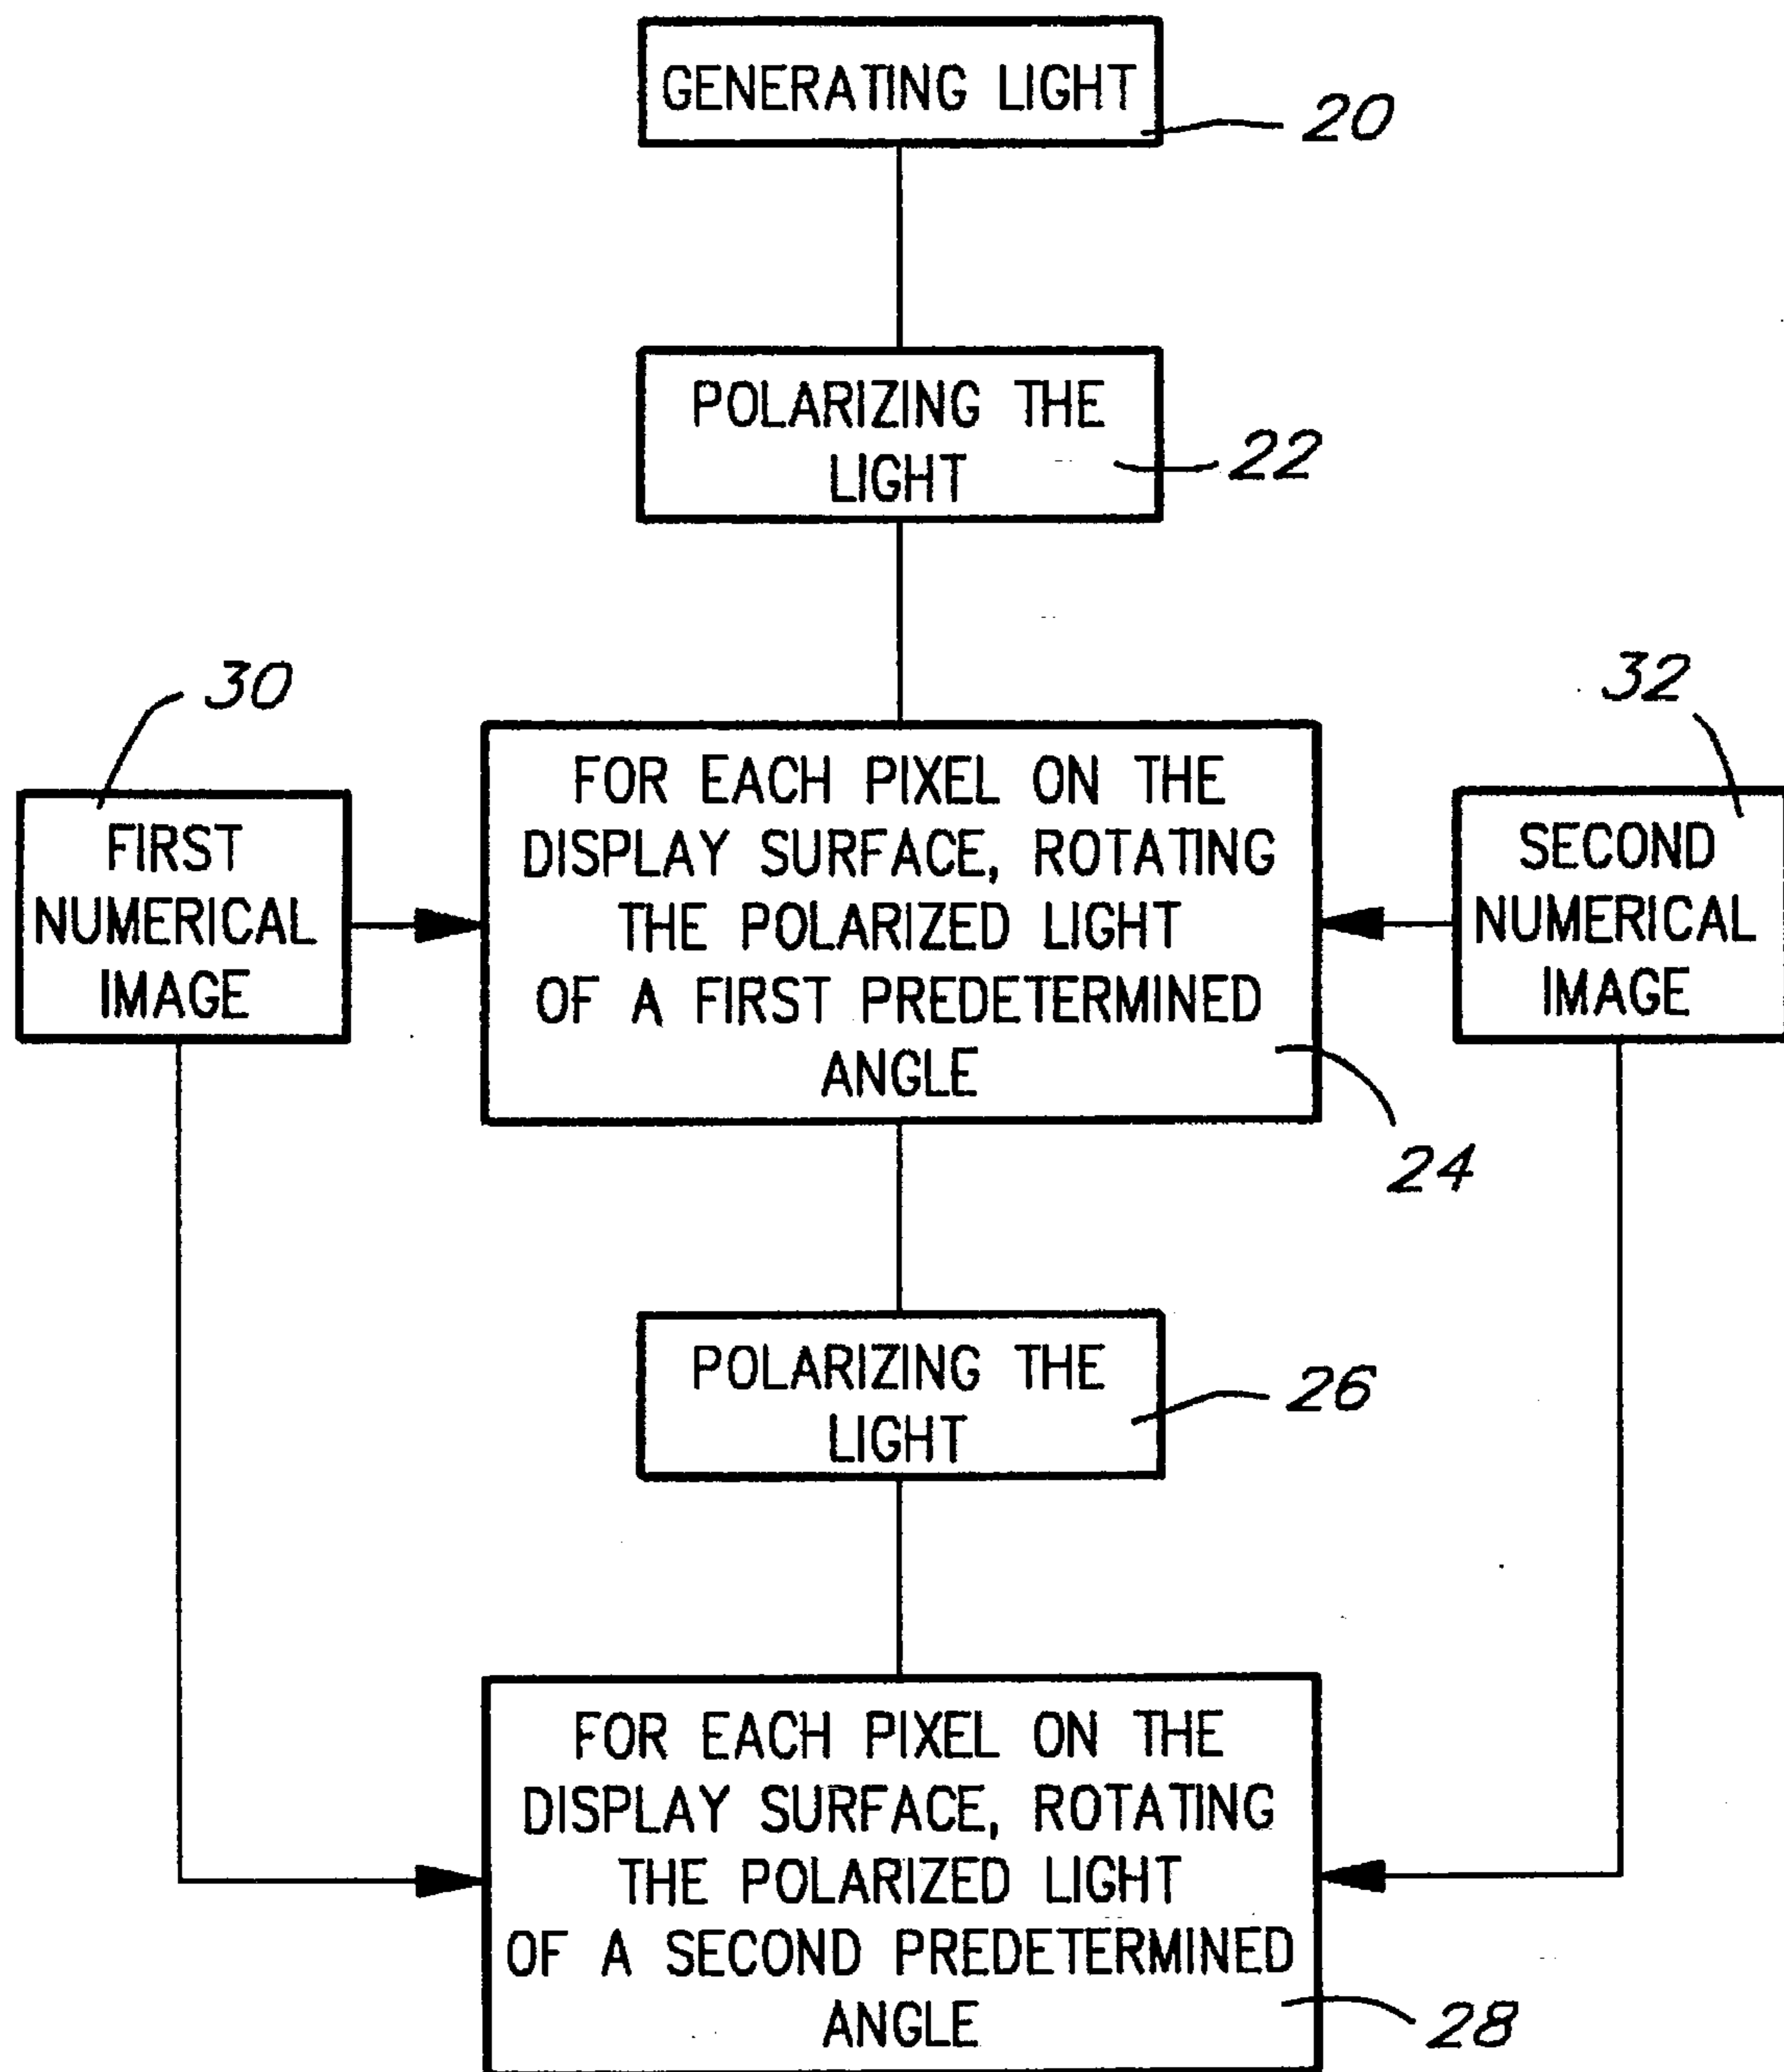 GENERATING LIGHT
20
POLARIZING THE
LIGHT
22
30
32
FIRST
NUMERICAL
IMAGE
FOR EACH PIXEL ON THE
DISPLAY SURFACE, ROTATING
THE POLARIZED LIGHT
OF A FIRST PREDETERMINED
ANGLE
SECOND
NUMERICAL
IMAGE
24
POLARIZING THE
LIGHT
26
FOR EACH PIXEL ON THE
DISPLAY SURFACE, ROTATING
THE POLARIZED LIGHT
OF A SECOND PREDETERMINED
ANGLE
28